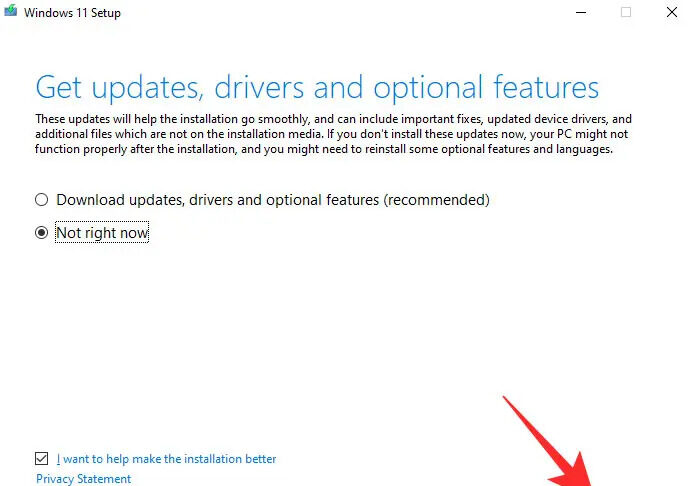 Windows 11 Setup
Get updates, drivers and optional features
These updates will help the installation go smoothly, and can include important fixes, updated device drivers, and
additional files which are not on the installation media. If you don't install these updates now, your PC might not
function properly after the installation, and you might need to reinstall some optional features and languages.
Download updates, drivers and optional features (recommended)
Not right now
I want to help make the installation better
Privacy Statement